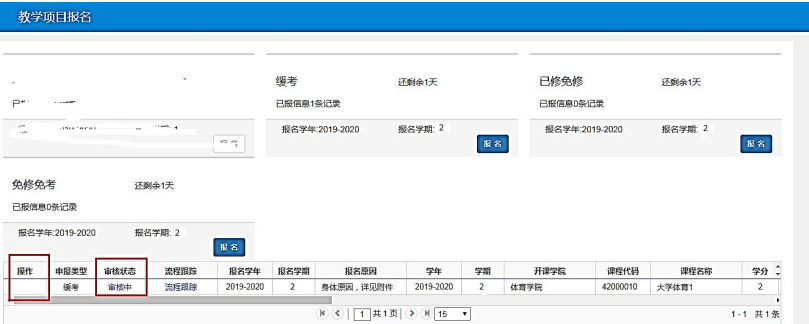 教学项目报名
缓考 还剩余1天
已报信息1条记录
报名学年:2019-2020 报名学期: 2
报 名
已修免修 还剩余1天
已报信息0条记录
报名学年:2019-2020 报名学期: 2
报 名
免修免考 还剩余1天
已报信息0条记录
报名学年:2019-2020 报名学期: 2
报 名
操作 申报类型 审核状态 流程跟踪 报名学年 报名学期 报名原因 学年 学期 开课学院 课程代码 课程名称 学分
缓考 审核中 流程跟踪 2019-2020 2 身体原因，详见附件 2019-2020 2 体育学院 42000010 大学体育1 2
1 共1页 15 1-1 共1条